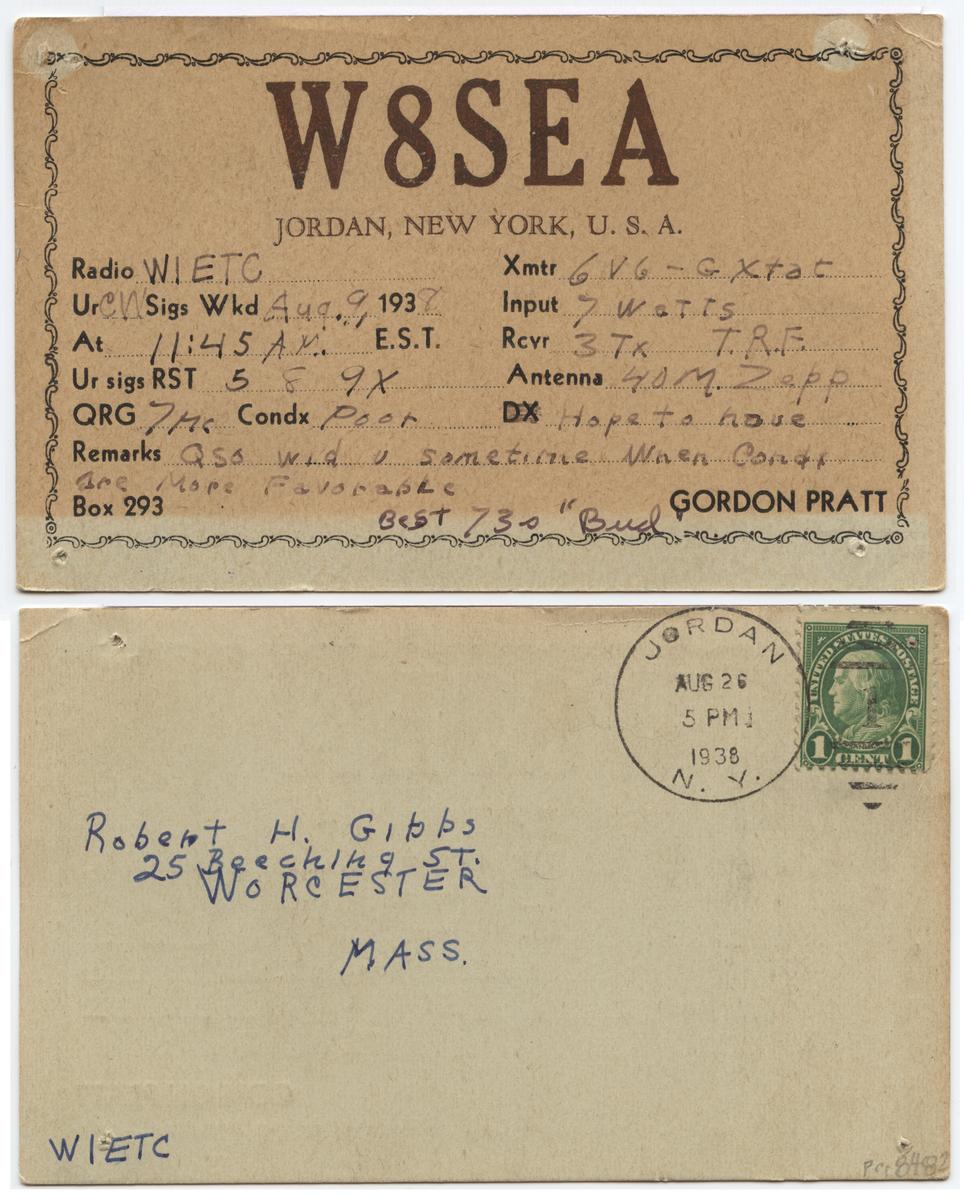 W8SEA
JORDAN, NEW YORK, U. S. A.
Radio W1ETC Xmtr 6V6-G Xtat
Ur CW Sigs Wkd Aug. 9, 1938 Input 7 Watts
At 11:45 A.M. E.S.T. Rcvr 3 Tx T.R.F.
Ur sigs RST 5 8 9X Antenna 40 M. Zepp
QRG 7Mc Condx Poor DX Hope to have
Remarks QSO wid u sometime When Condx
are More Favorable
Box 293 Best 73s "Bud GORDON PRATT
JORDAN
AUG 26
5 PM
1938
N. Y.
UNITED STATES POSTAGE
1 CENT 1
Robert H. Gibbs
25 Beeching ST.
WORCESTER
MASS.
W1ETC